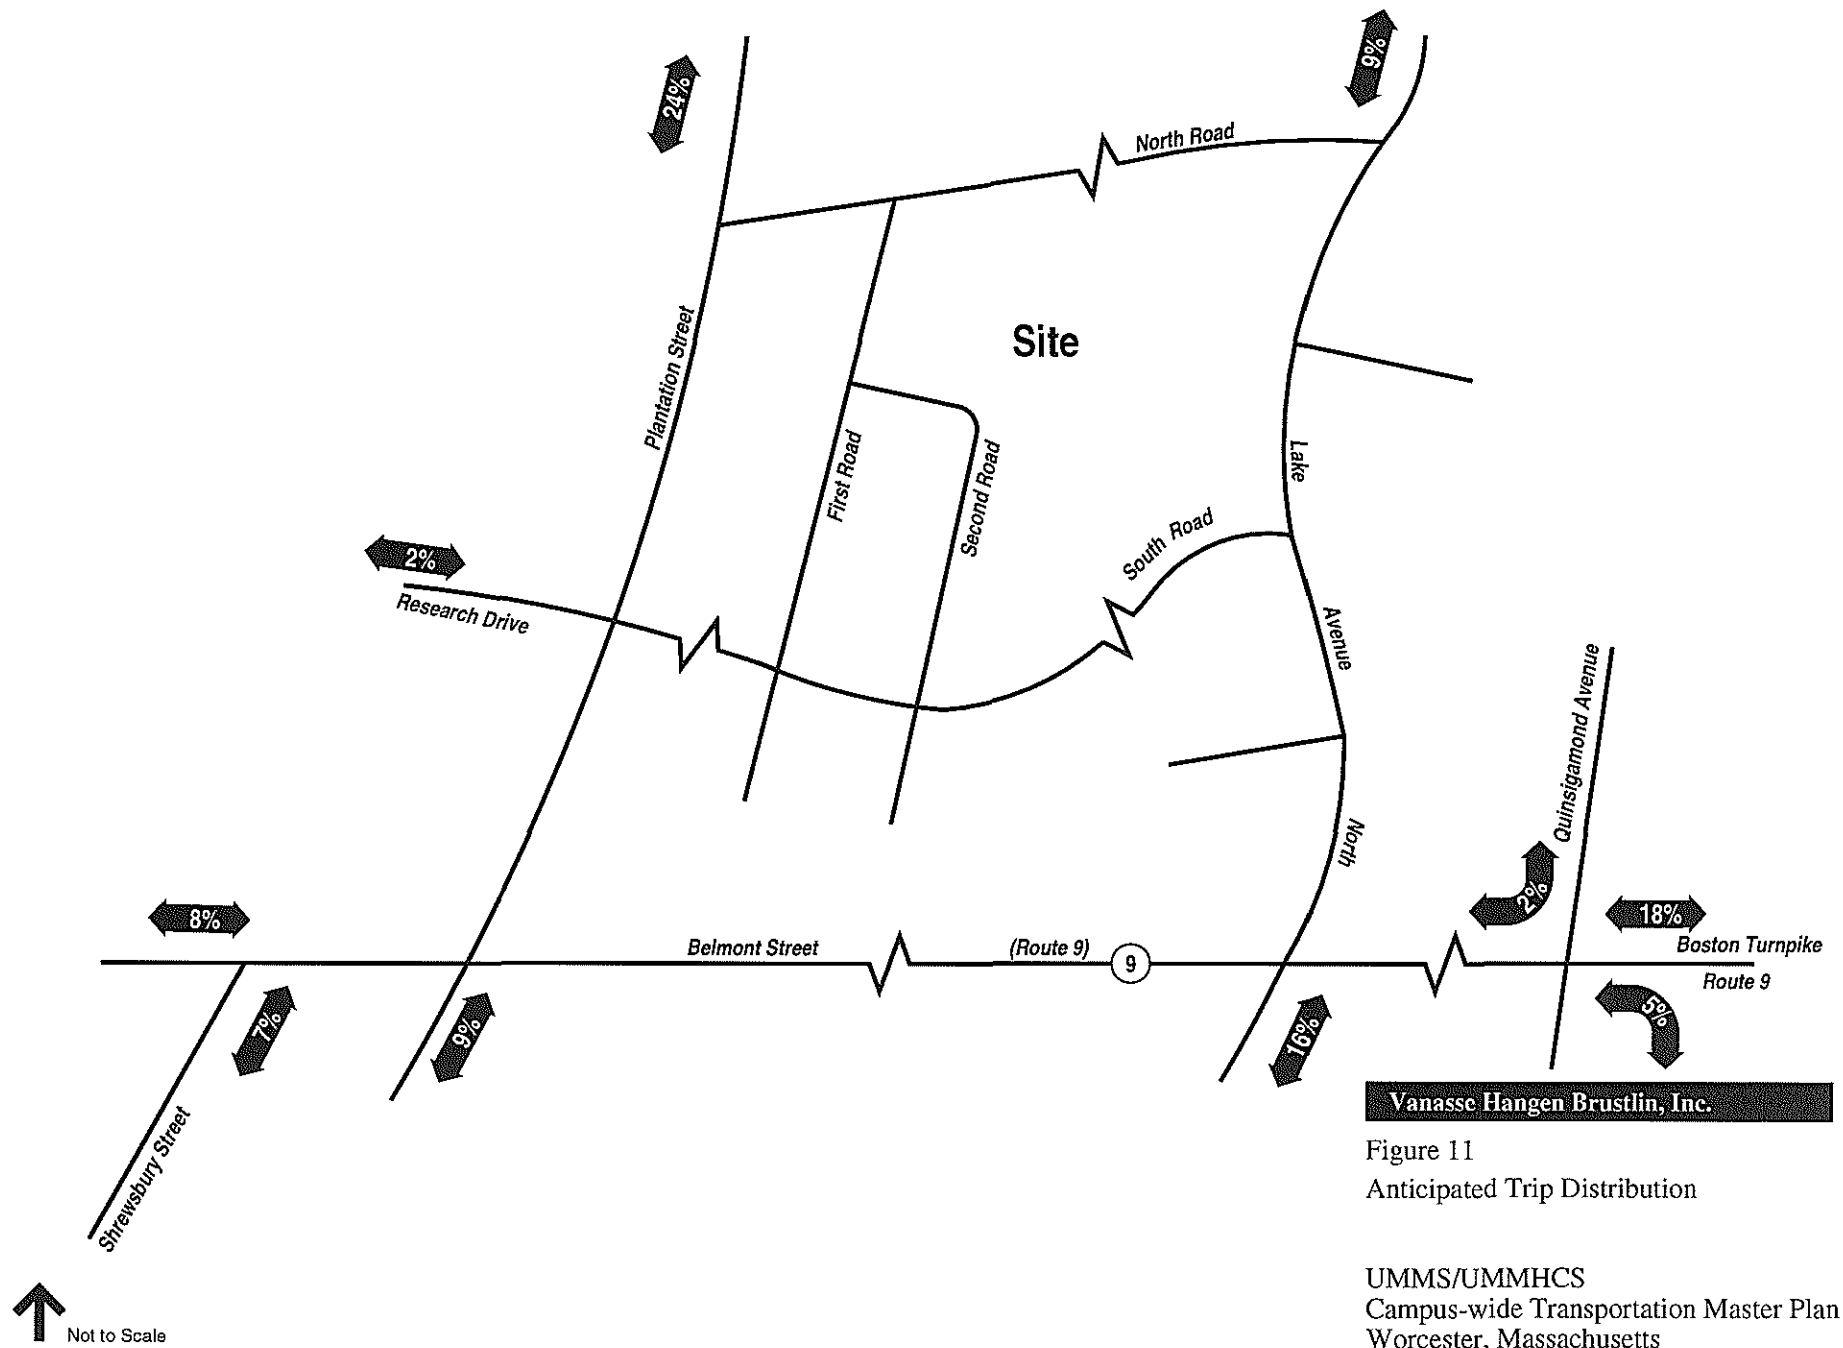 24%
9%
North Road
Site
Plantation Street
First Road
Second Road
Lake
South Road
2%
Research Drive
Avenue
Quinsigamond Avenue
North
2%
8%
18%
Belmont Street
(Route 9)
9
Boston Turnpike
Route 9
7%
9%
16%
5%
Shrewsbury Street
Vanasse Hangen Brustlin, Inc.
Figure 11
Anticipated Trip Distribution
UMMS/UMMHCS
Campus-wide Transportation Master Plan
Worcester, Massachusetts
Not to Scale